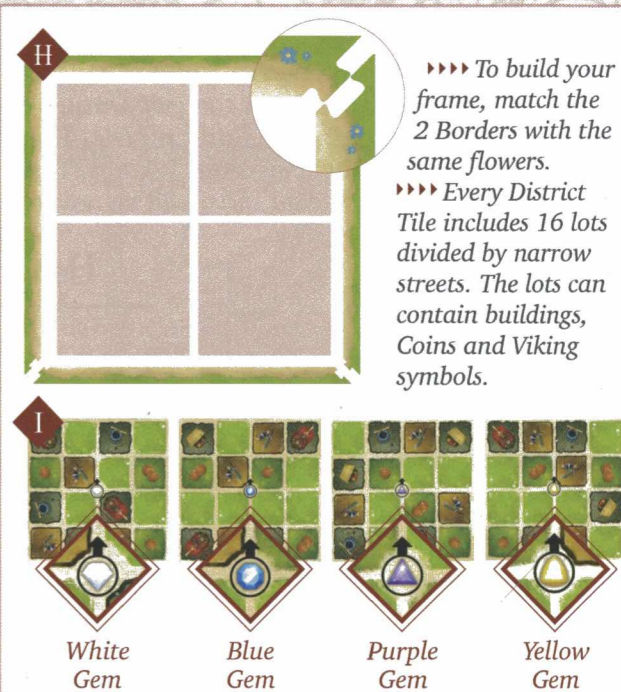 H
▸▸▸▸ To build your
frame, match the
2 Borders with the
same flowers.
▸▸▸▸ Every District
Tile includes 16 lots
divided by narrow
streets. The lots can
contain buildings,
Coins and Viking
symbols.
I
White Gem
Blue Gem
Purple Gem
Yellow Gem